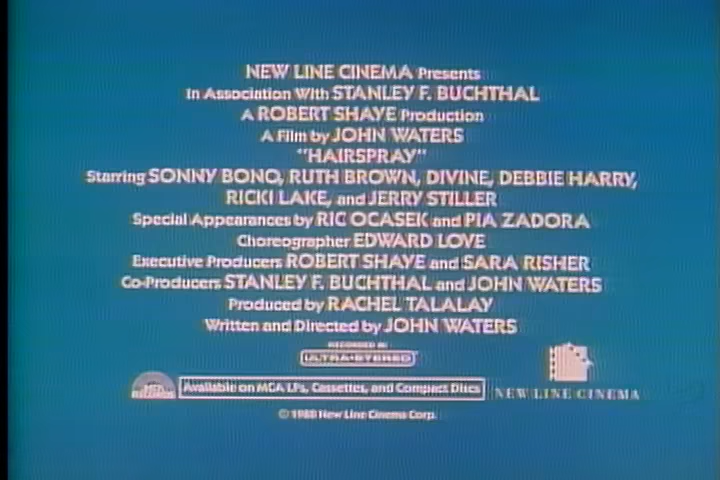 NEW LINE CINEMA Presents
In Association With STANLEY F. BUCHTHAL
A ROBERT SHAYE Production
A Film by JOHN WATERS
"HAIRSPRAY"
Starring SONNY BONO, RUTH BROWN, DIVINE, DEBBIE HARRY,
RICKI LAKE, and JERRY STILLER
Special Appearances by RIC OCASEK and PIA ZADORA
Choreographer EDWARD LOVE
Executive Producers ROBERT SHAYE and SARA RISHER
Co-Producers STANLEY F. BUCHTHAL and JOHN WATERS
Produced by RACHEL TALALAY
Written and Directed by JOHN WATERS
RECORDED IN
ULTRA•STEREO
MCA RECORDS
Available on MCA LPs, Cassettes, and Compact Discs
NEW LINE CINEMA
© 1988 New Line Cinema Corp.